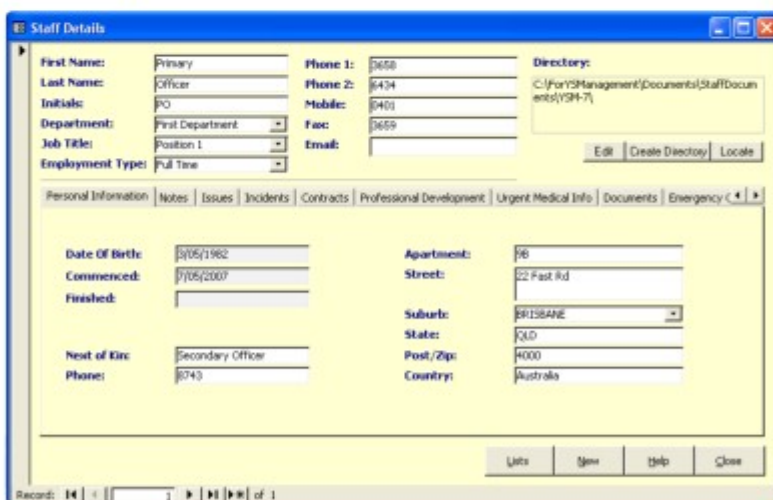 Staff Details
First Name: Primary Phone 1: 3658 Directory:
Last Name: Officer Phone 2: 6434 C:\ForYSManagement\Documents\StaffDocum
Initials: PO Mobile: 0401 ents\YSM-7\
Department: First Department Fax: 3659
Job Title: Position 1 Email: Edit Create Directory Locate
Employment Type: Full Time
Personal Information Notes Issues Incidents Contracts Professional Development Urgent Medical Info Documents Emergency C
Date Of Birth: 3/05/1982 Apartment: 9B
Commenced: 7/05/2007 Street: 22 Fast Rd
Finished:
Suburb: BRISBANE
State: QLD
Next of Kin: Secondary Officer Post/Zip: 4000
Phone: 8743 Country: Australia
Lists New Help Close
Record: 1 of 1